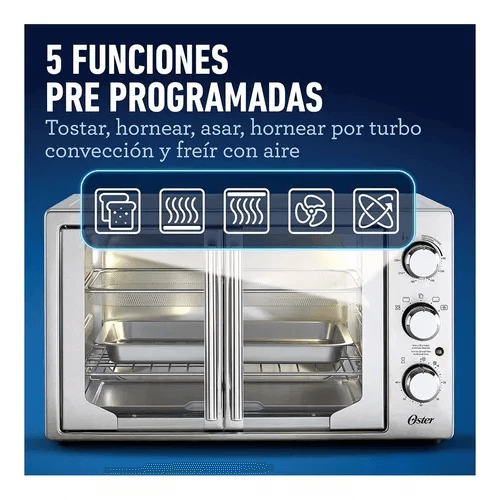 5 FUNCIONES
PRE PROGRAMADAS
Tostar, hornear, asar, hornear por turbo
convección y freír con aire
Oster